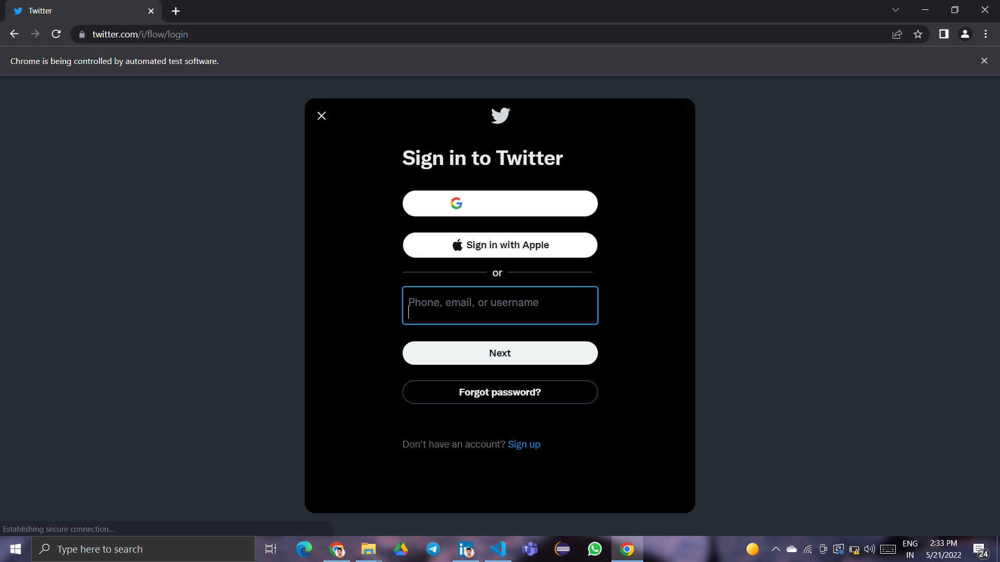 Twitter
twitter.com/i/flow/login
Chrome is being controlled by automated test software.
Sign in to Twitter
Sign in with Apple
or
Phone, email, or username
Next
Forgot password?
Don't have an account? Sign up
Establishing secure connection...
Type here to search
ENG
IN
2:33 PM
5/21/2022
24